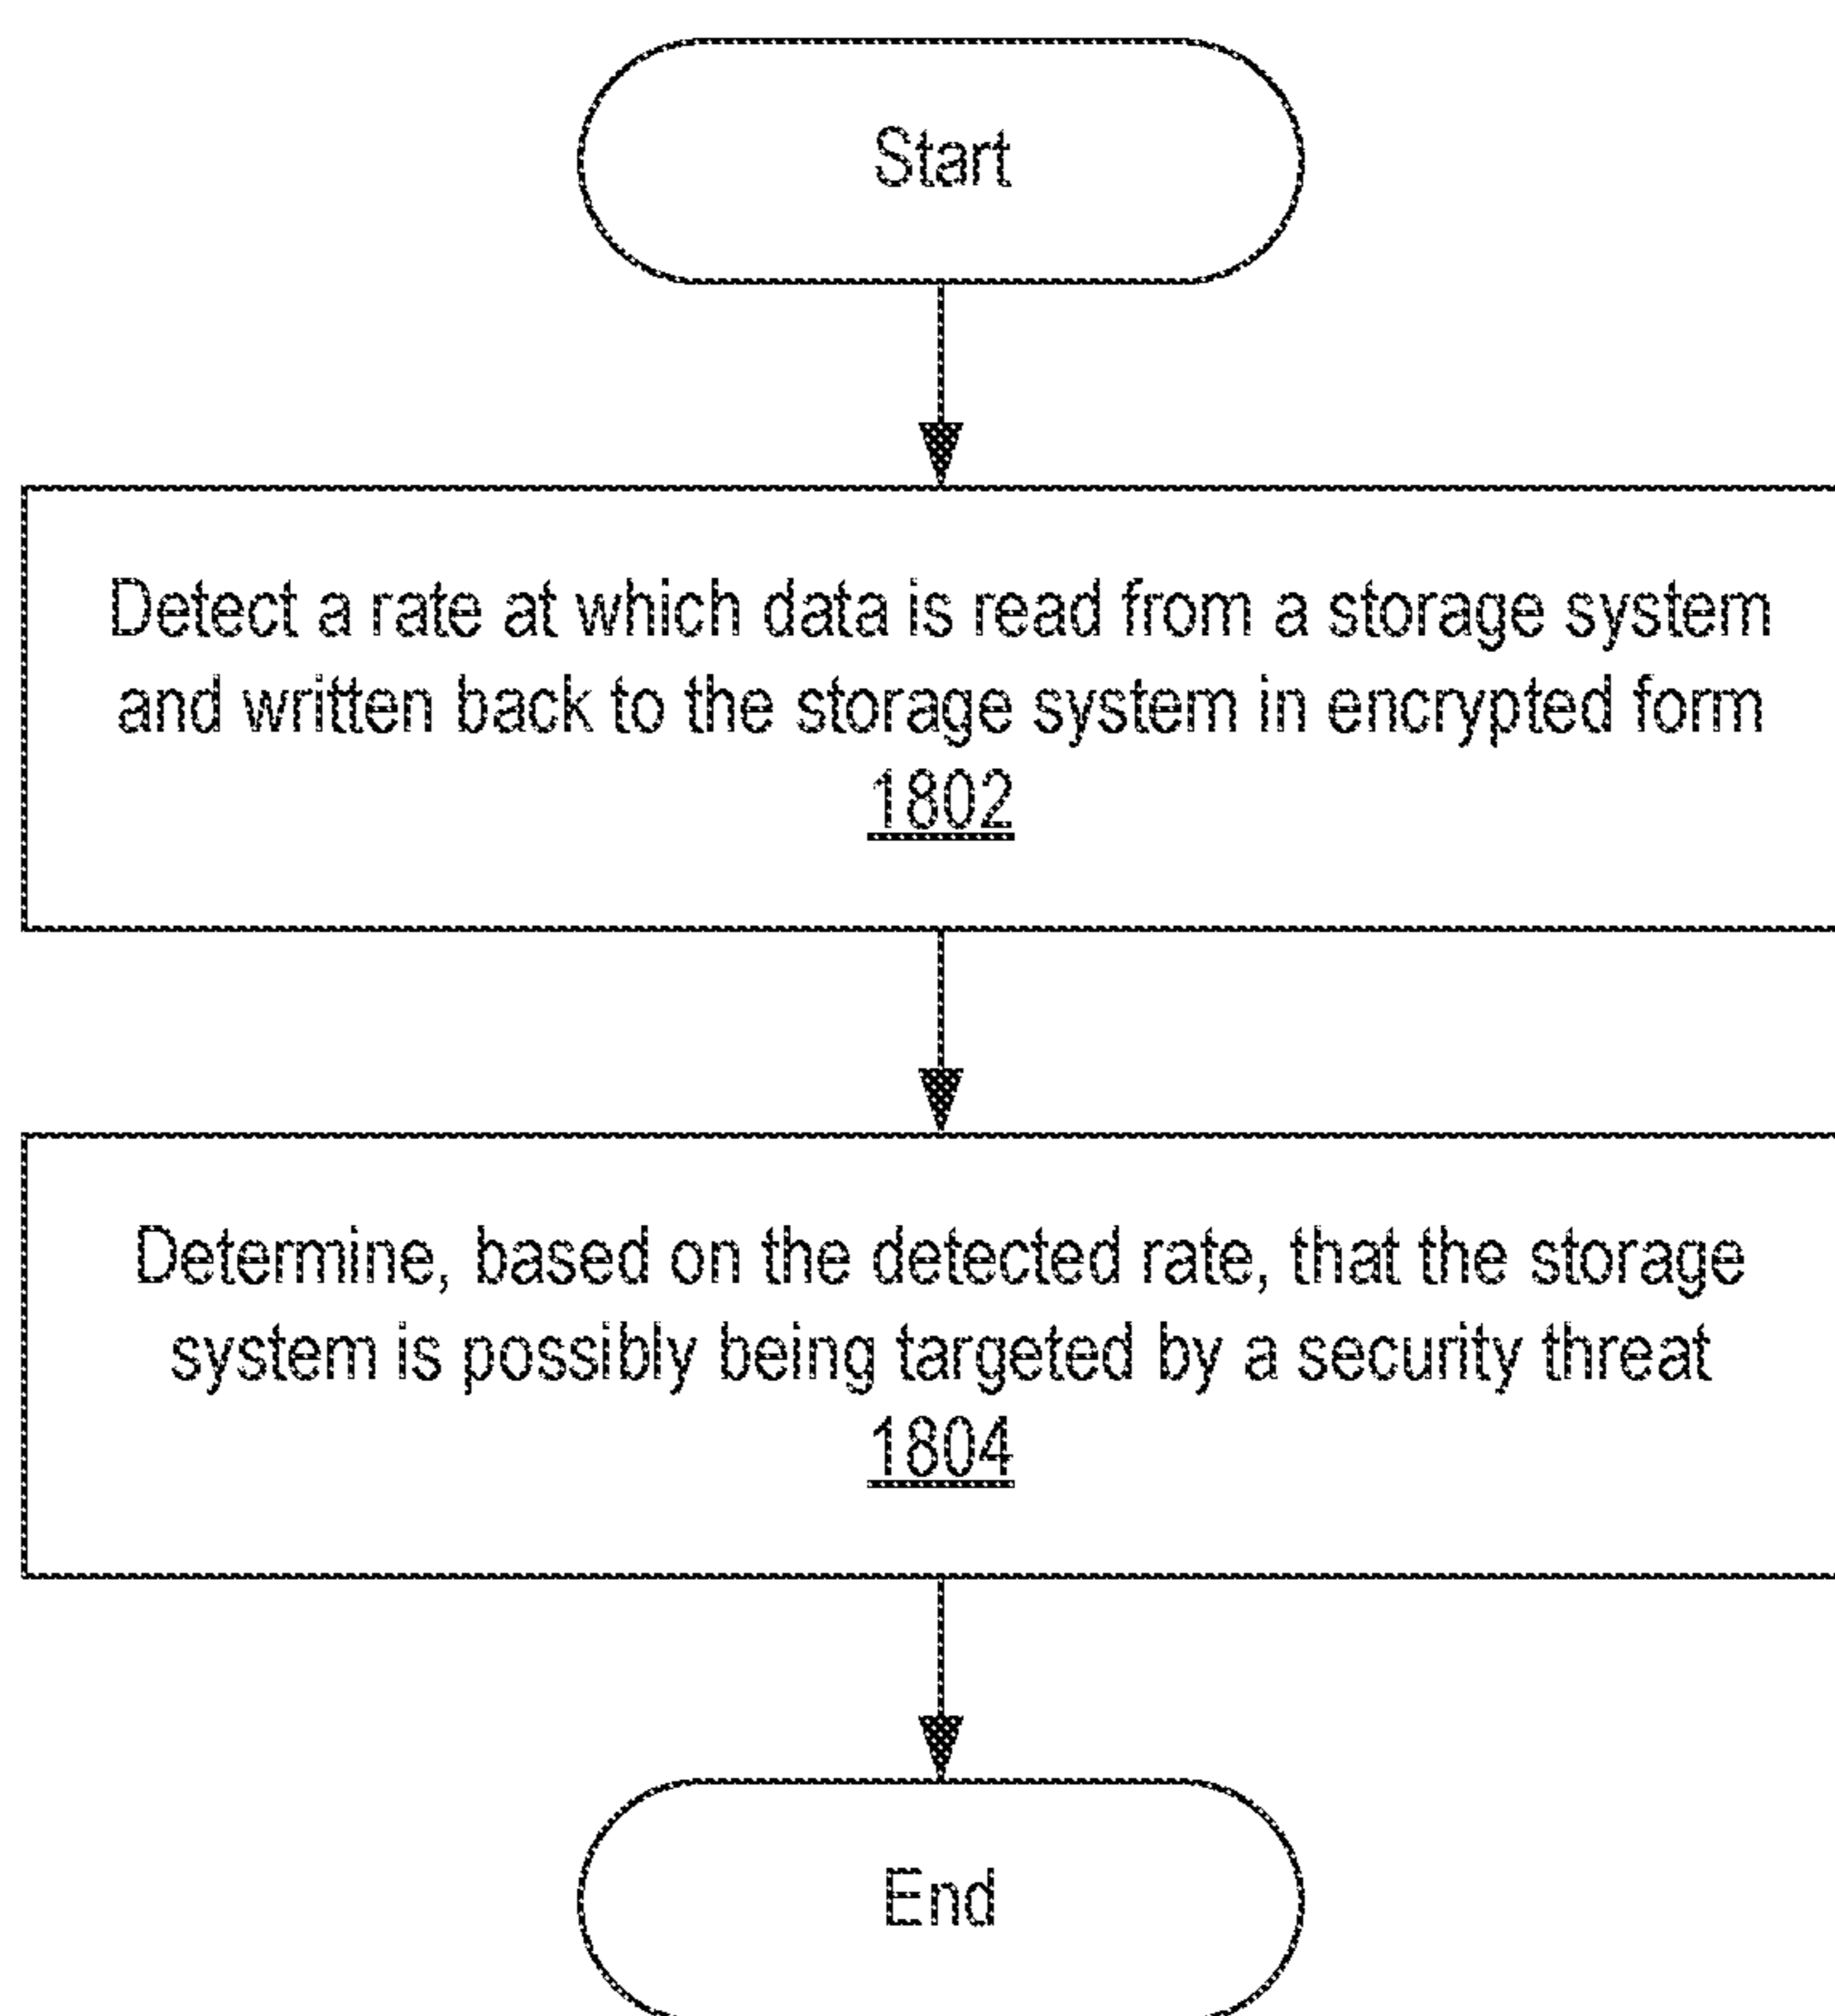 Start
Detect a rate at which data is read from a storage system
and written back to the storage system in encrypted form
1802
Determine, based on the detected rate, that the storage
system is possibly being targeted by a security threat
1804
End